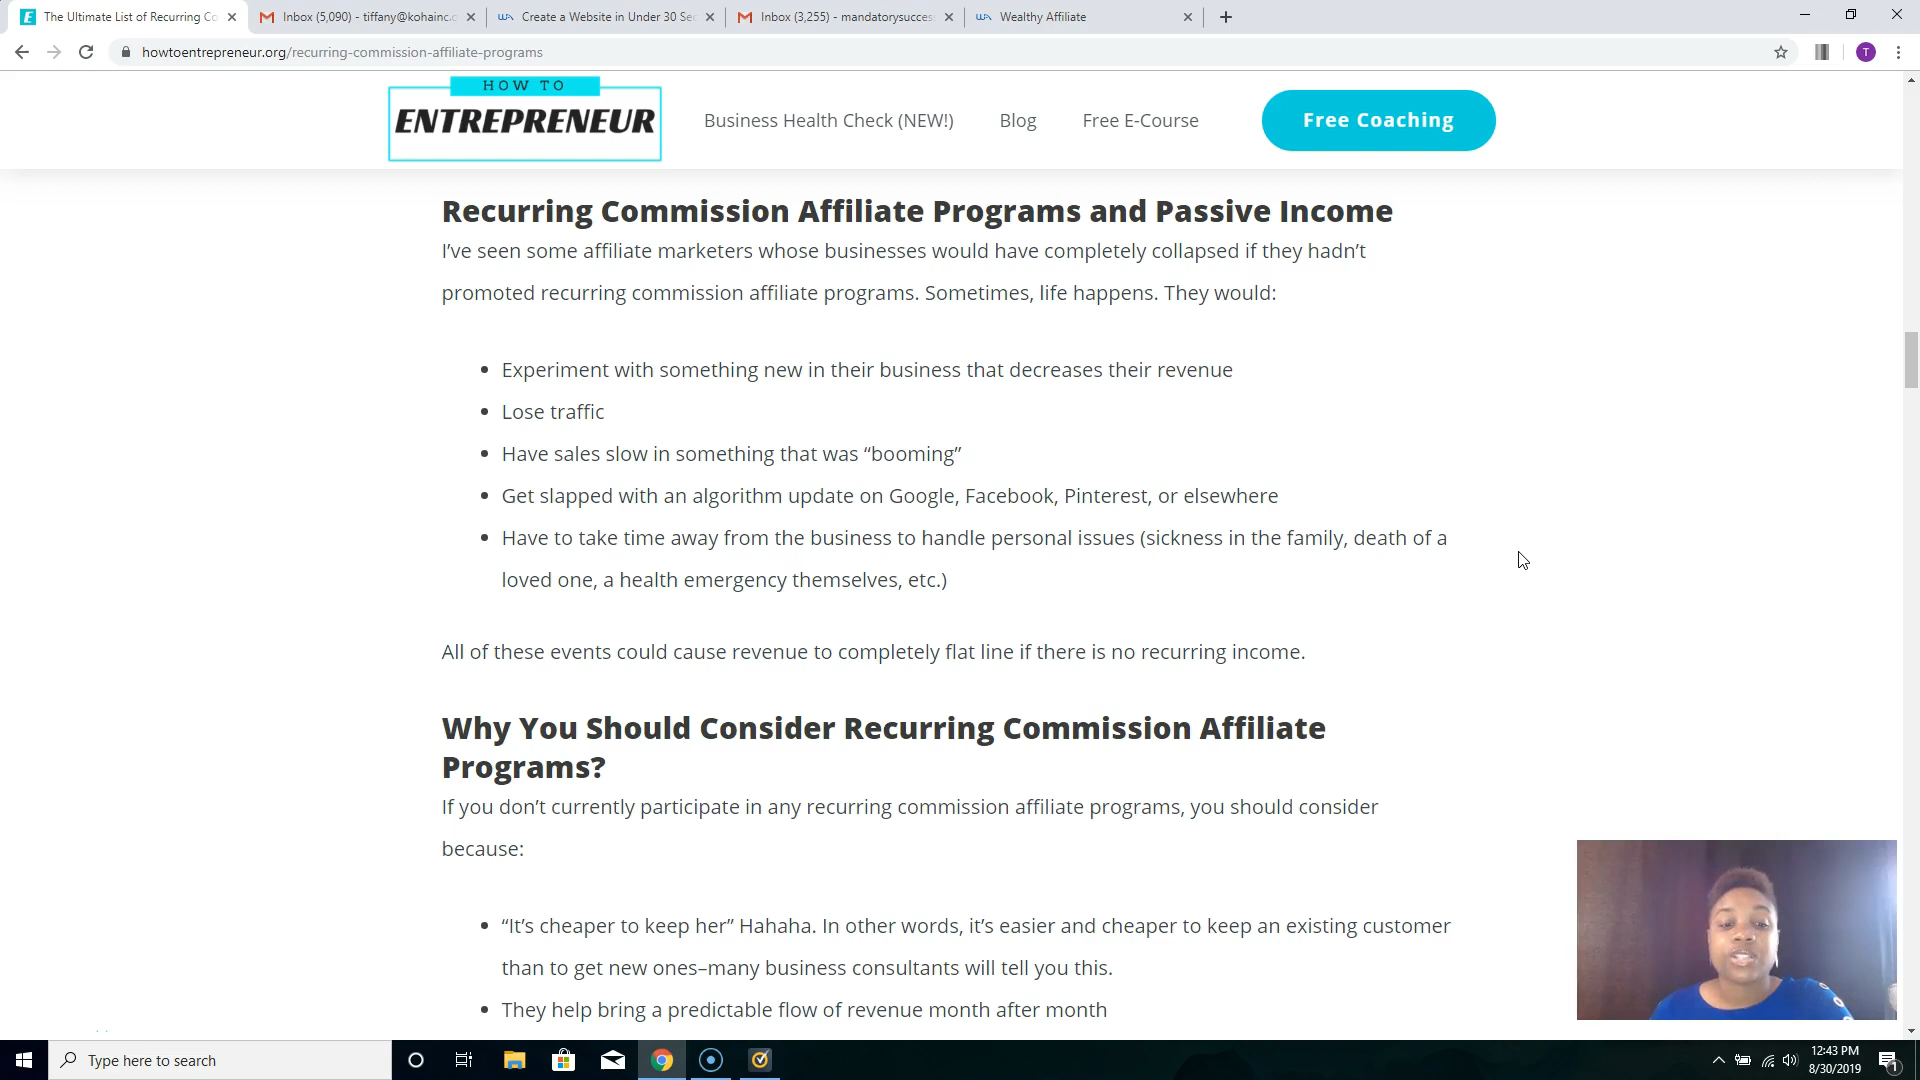 The Ultimate List of Recurring Co
Inbox (5,090) - tiffany@kohainc.c
Create a Website in Under 30 Sec
Inbox (3,255) - mandatorysuccess
Wealthy Affiliate
howtoentrepreneur.org/recurring-commission-affiliate-programs
T
HOW TO
ENTREPRENEUR
Business Health Check (NEW!)
Blog
Free E-Course
Free Coaching
Recurring Commission Affiliate Programs and Passive Income
I’ve seen some affiliate marketers whose businesses would have completely collapsed if they hadn’t
promoted recurring commission affiliate programs. Sometimes, life happens. They would:
• Experiment with something new in their business that decreases their revenue
• Lose traffic
• Have sales slow in something that was “booming”
• Get slapped with an algorithm update on Google, Facebook, Pinterest, or elsewhere
• Have to take time away from the business to handle personal issues (sickness in the family, death of a
loved one, a health emergency themselves, etc.)
All of these events could cause revenue to completely flat line if there is no recurring income.
Why You Should Consider Recurring Commission Affiliate
Programs?
If you don’t currently participate in any recurring commission affiliate programs, you should consider
because:
• “It’s cheaper to keep her” Hahaha. In other words, it’s easier and cheaper to keep an existing customer
than to get new ones–many business consultants will tell you this.
• They help bring a predictable flow of revenue month after month
Type here to search
12:43 PM
8/30/2019
1